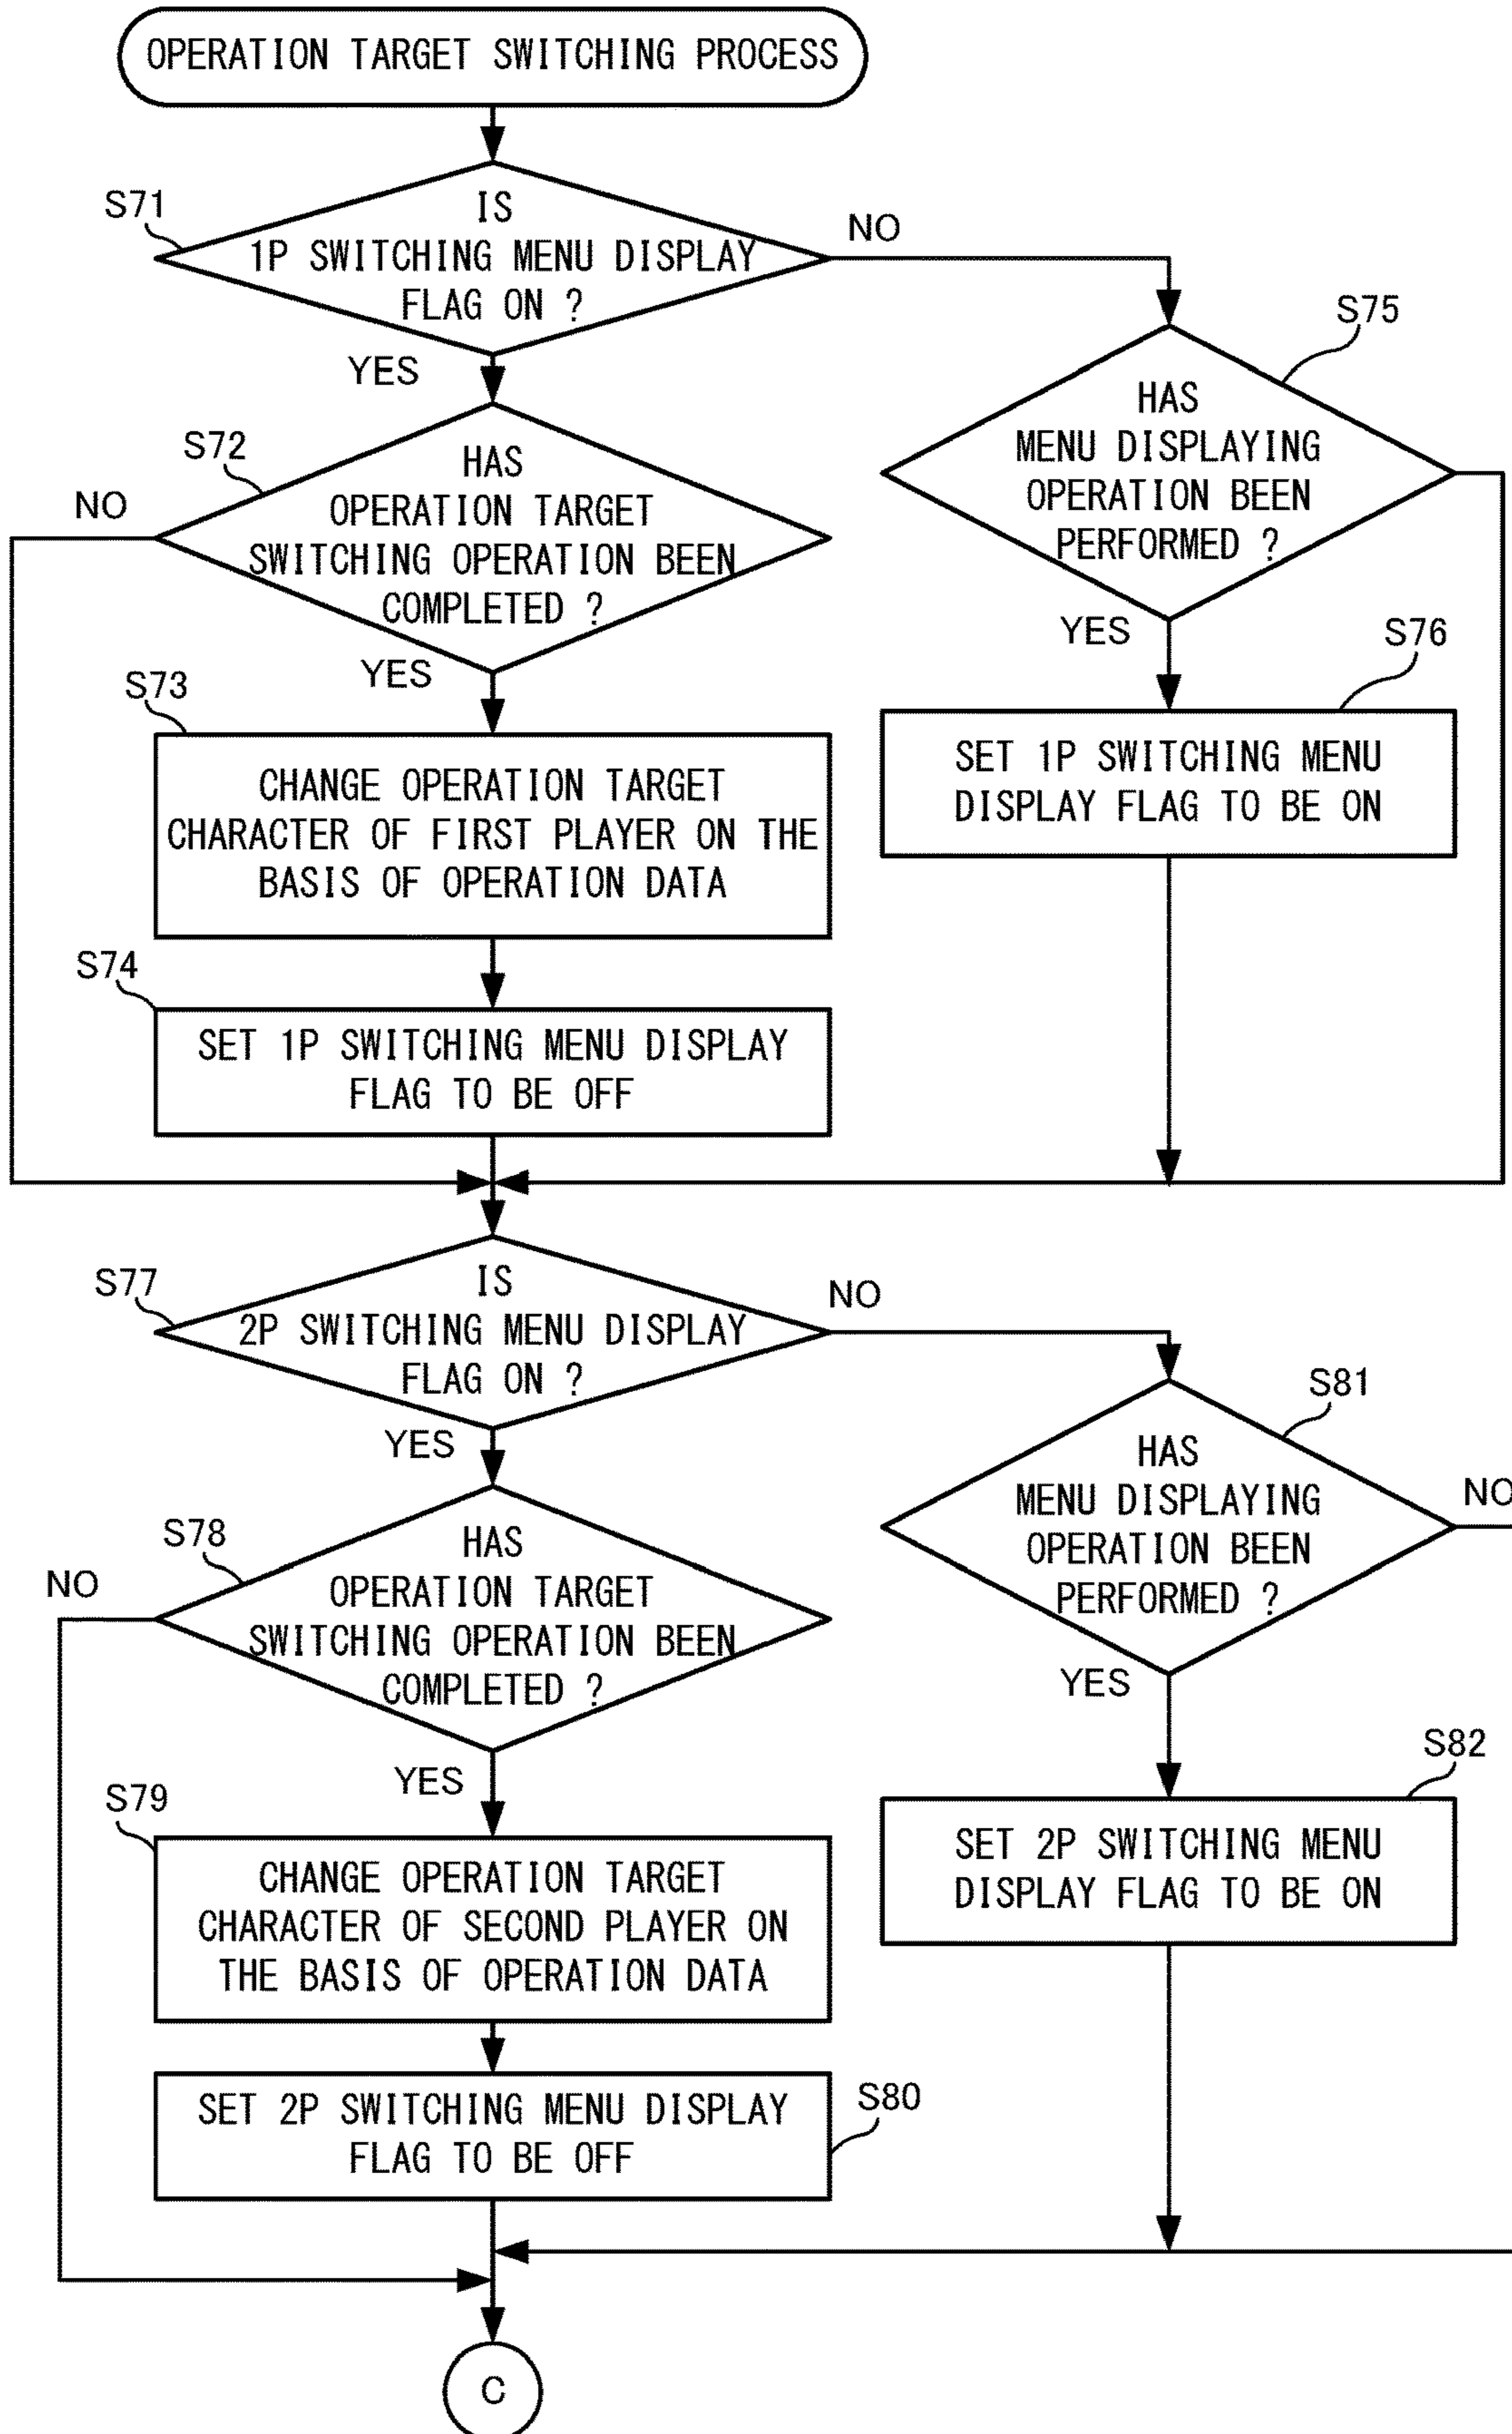 OPERATION TARGET SWITCHING PROCESS
S71
IS
1P SWITCHING MENU DISPLAY
FLAG ON ?
NO
YES
S75
HAS
MENU DISPLAYING
OPERATION BEEN
PERFORMED ?
YES
S72
HAS
OPERATION TARGET
SWITCHING OPERATION BEEN
COMPLETED ?
NO
YES
S76
SET 1P SWITCHING MENU
DISPLAY FLAG TO BE ON
S73
CHANGE OPERATION TARGET
CHARACTER OF FIRST PLAYER ON THE
BASIS OF OPERATION DATA
S74
SET 1P SWITCHING MENU DISPLAY
FLAG TO BE OFF
S77
IS
2P SWITCHING MENU DISPLAY
FLAG ON ?
NO
YES
S81
HAS
MENU DISPLAYING
OPERATION BEEN
PERFORMED ?
NO
YES
S78
HAS
OPERATION TARGET
SWITCHING OPERATION BEEN
COMPLETED ?
NO
YES
S82
SET 2P SWITCHING MENU
DISPLAY FLAG TO BE ON
S79
CHANGE OPERATION TARGET
CHARACTER OF SECOND PLAYER ON
THE BASIS OF OPERATION DATA
S80
SET 2P SWITCHING MENU DISPLAY
FLAG TO BE OFF
C